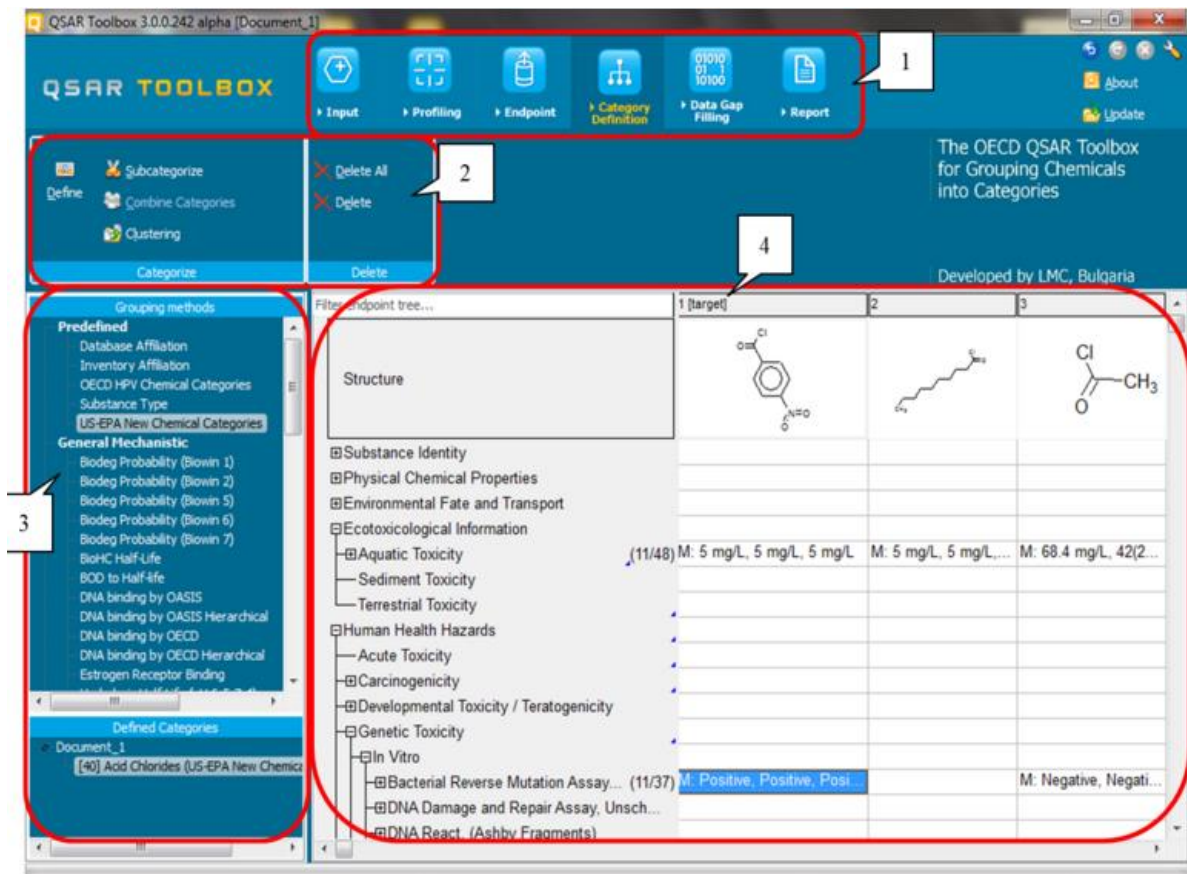 QSAR Toolbox 3.0.0.242 alpha [Document_1]
QSAR TOOLBOX
Input
Profiling
Endpoint
Category Definition
01010
01 1
10100
Data Gap Filling
Report
1
About
Update
The OECD QSAR Toolbox
for Grouping Chemicals
into Categories
Developed by LMC, Bulgaria
Define
Subcategorize
Combine Categories
Clustering
Categorize
Delete All
Delete
Delete
2
4
3
Grouping methods
Predefined
Database Affiliation
Inventory Affiliation
OECD HPV Chemical Categories
Substance Type
US-EPA New Chemical Categories
General Mechanistic
Biodeg Probability (Biowin 1)
Biodeg Probability (Biowin 2)
Biodeg Probability (Biowin 5)
Biodeg Probability (Biowin 6)
Biodeg Probability (Biowin 7)
BioHC Half-Life
BOD to Half-life
DNA binding by OASIS
DNA binding by OASIS Hierarchical
DNA binding by OECD
DNA binding by OECD Hierarchical
Estrogen Receptor Binding
Defined Categories
Document_1
[40] Acid Chlorides (US-EPA New Chemica
Filter endpoint tree...
1 [target]
2
3
Structure
Cl
O
N=O
O
Cl
CH3
O
Substance Identity
Physical Chemical Properties
Environmental Fate and Transport
Ecotoxicological Information
Aquatic Toxicity (11/48) M: 5 mg/L, 5 mg/L, 5 mg/L M: 5 mg/L, 5 mg/L,... M: 68.4 mg/L, 42(2...
Sediment Toxicity
Terrestrial Toxicity
Human Health Hazards
Acute Toxicity
Carcinogenicity
Developmental Toxicity / Teratogenicity
Genetic Toxicity
In Vitro
Bacterial Reverse Mutation Assay... (11/37) M: Positive, Positive, Posi... M: Negative, Negati...
DNA Damage and Repair Assay, Unsch...
DNA React. (Ashby Fragments)